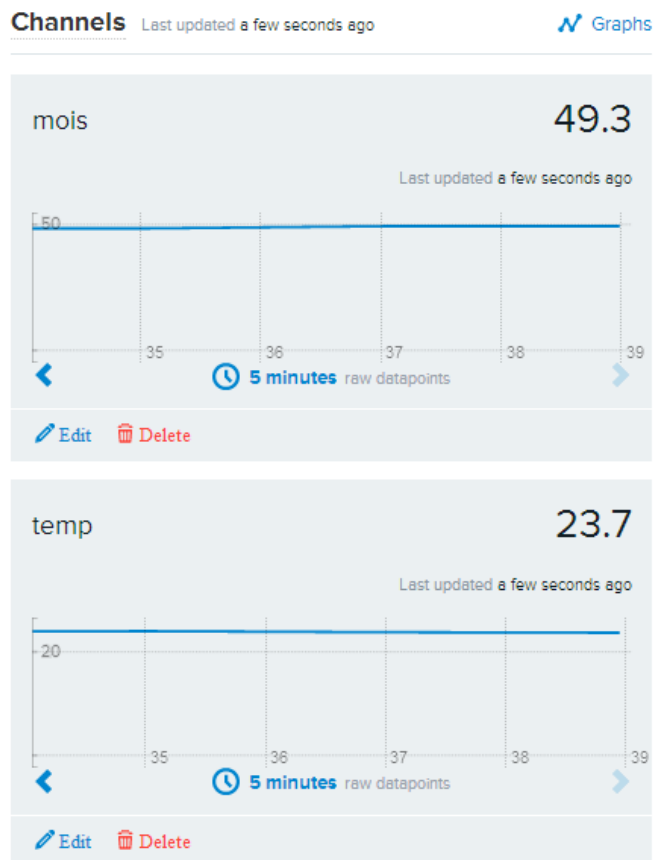 Channels Last updated a few seconds ago Graphs
mois 49.3
Last updated a few seconds ago
50
35 36 37 38 39
5 minutes raw datapoints
Edit Delete
temp 23.7
Last updated a few seconds ago
20
35 36 37 38 39
5 minutes raw datapoints
Edit Delete